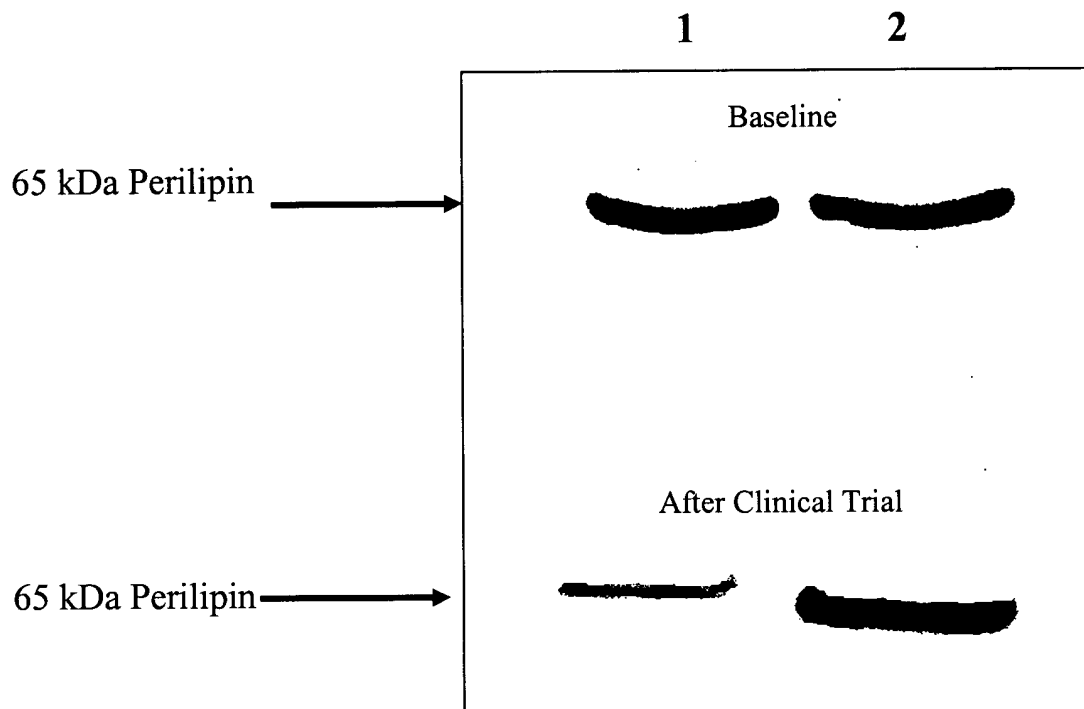 1 2
Baseline
65 kDa Perilipin
After Clinical Trial
65 kDa Perilipin